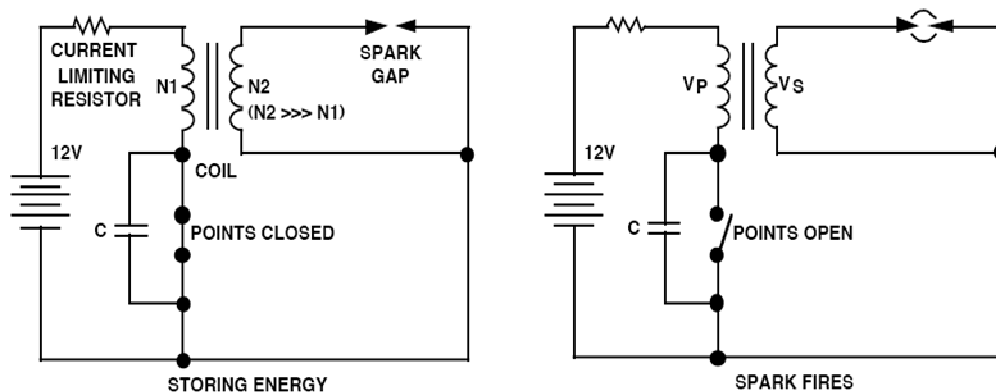 CURRENT
LIMITING
RESISTOR
N1
N2
(N2 >>> N1)
SPARK
GAP
12V
COIL
C
POINTS CLOSED
STORING ENERGY
VP
VS
12V
C
POINTS OPEN
SPARK FIRES